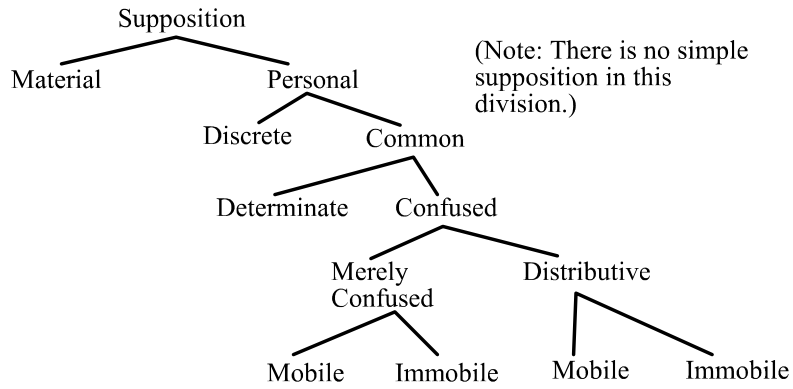 Supposition
Material
Personal
(Note: There is no simple
supposition in this
division.)
Discrete
Common
Determinate
Confused
Merely
Confused
Distributive
Mobile
Immobile
Mobile
Immobile